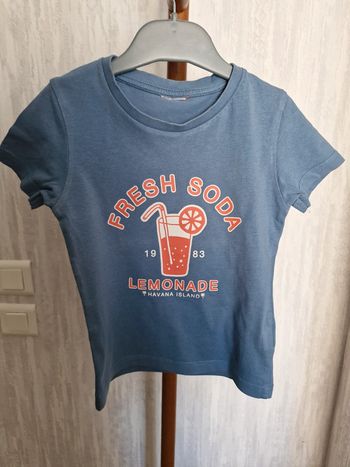 FRESH SODA
19 83
LEMONADE
HAVANA ISLAND